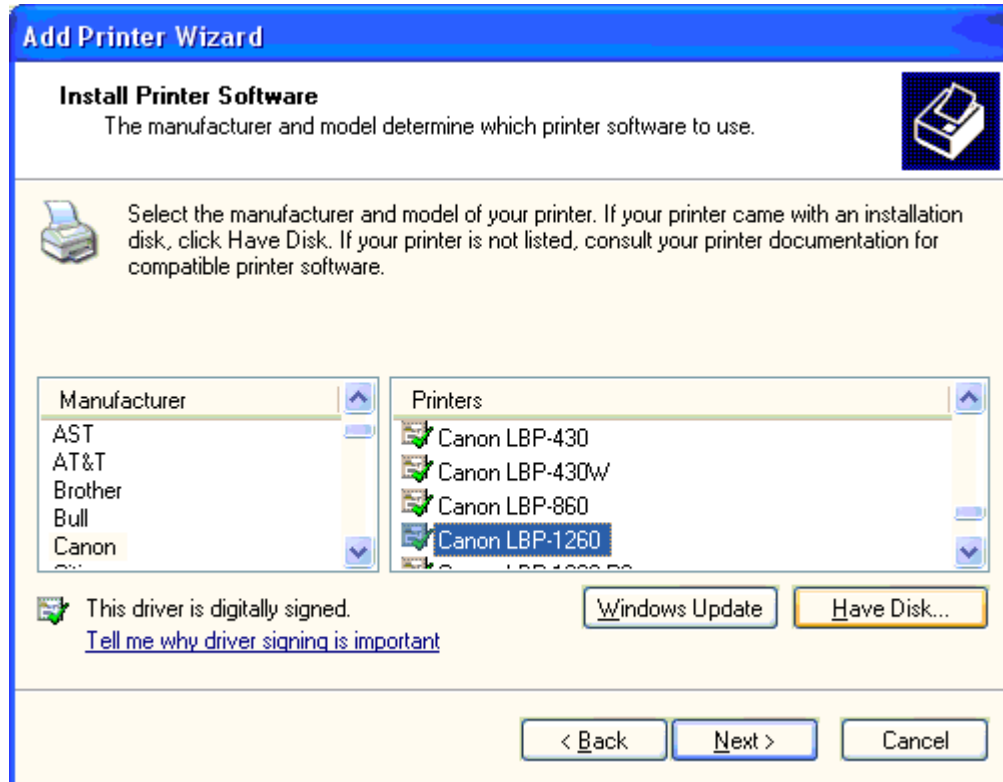 Add Printer Wizard
Install Printer Software
The manufacturer and model determine which printer software to use.
Select the manufacturer and model of your printer. If your printer came with an installation
disk, click Have Disk. If your printer is not listed, consult your printer documentation for
compatible printer software.
Manufacturer
AST
AT&T
Brother
Bull
Canon
Printers
Canon LBP-430
Canon LBP-430W
Canon LBP-860
Canon LBP-1260
This driver is digitally signed.
Tell me why driver signing is important
Windows Update
Have Disk...
< Back
Next >
Cancel